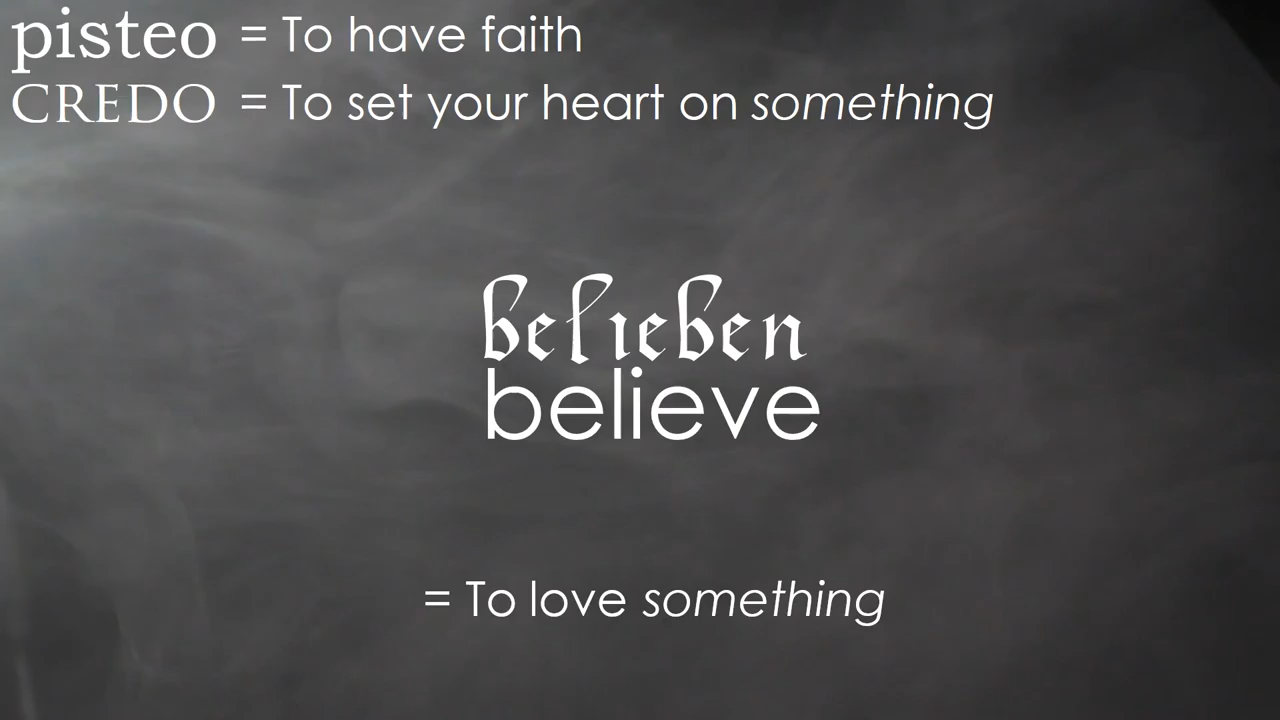 pisteo = To have faith
CREDO = To set your heart on something
belieben
believe
= To love something